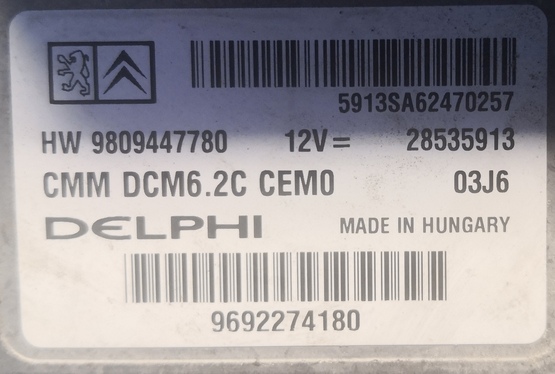 5913SA62470257
HW 9809447780 12V= 28535913
CMM DCM6.2C CEM0 03J6
DELPHI MADE IN HUNGARY
9692274180